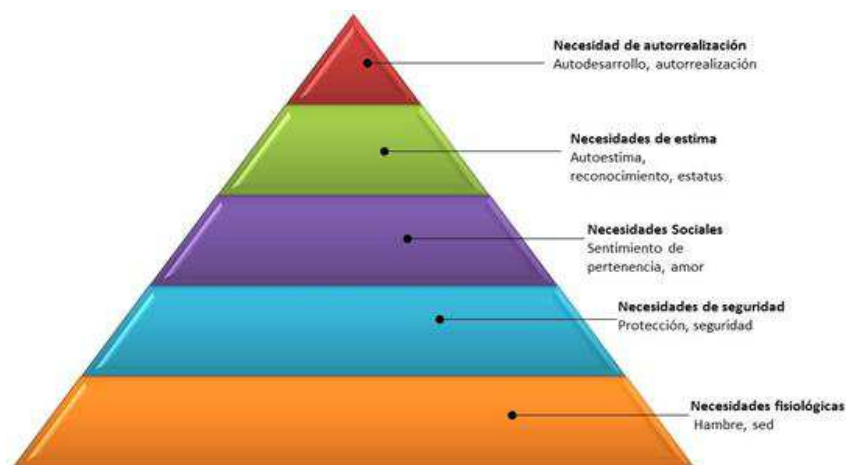 Necesidad de autorrealización
Autodesarrollo, autorrealización
Necesidades de estima
Autoestima,
reconocimiento, estatus
Necesidades Sociales
Sentimiento de
pertenencia, amor
Necesidades de seguridad
Protección, seguridad
Necesidades fisiológicas
Hambre, sed